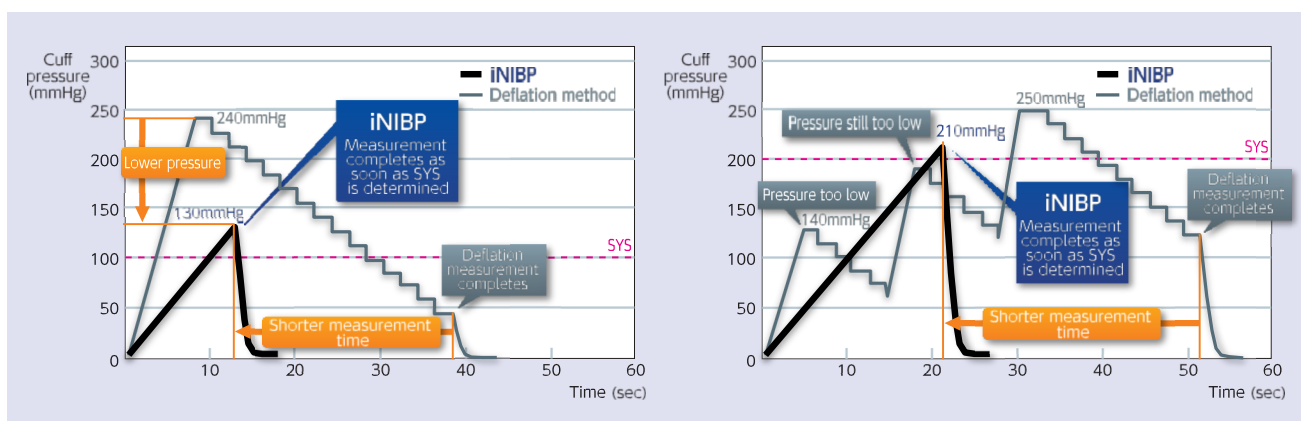 Cuff
pressure
(mmHg)
300
250
200
150
100
50
0
10
20
30
40
50
60
Time (sec)
iNIBP
Deflation method
240mmHg
Lower pressure
130mmHg
iNIBP
Measurement
completes as
soon as SYS
is determined
SYS
Deflation
measurement
completes
Shorter measurement
time
Cuff
pressure
(mmHg)
300
250
200
150
100
50
0
10
20
30
40
50
60
Time (sec)
iNIBP
Deflation method
250mmHg
Pressure still too low
210mmHg
SYS
Pressure too low
140mmHg
iNIBP
Measurement
completes as
soon as SYS
is determined
Deflation
measurement
completes
Shorter measurement
time